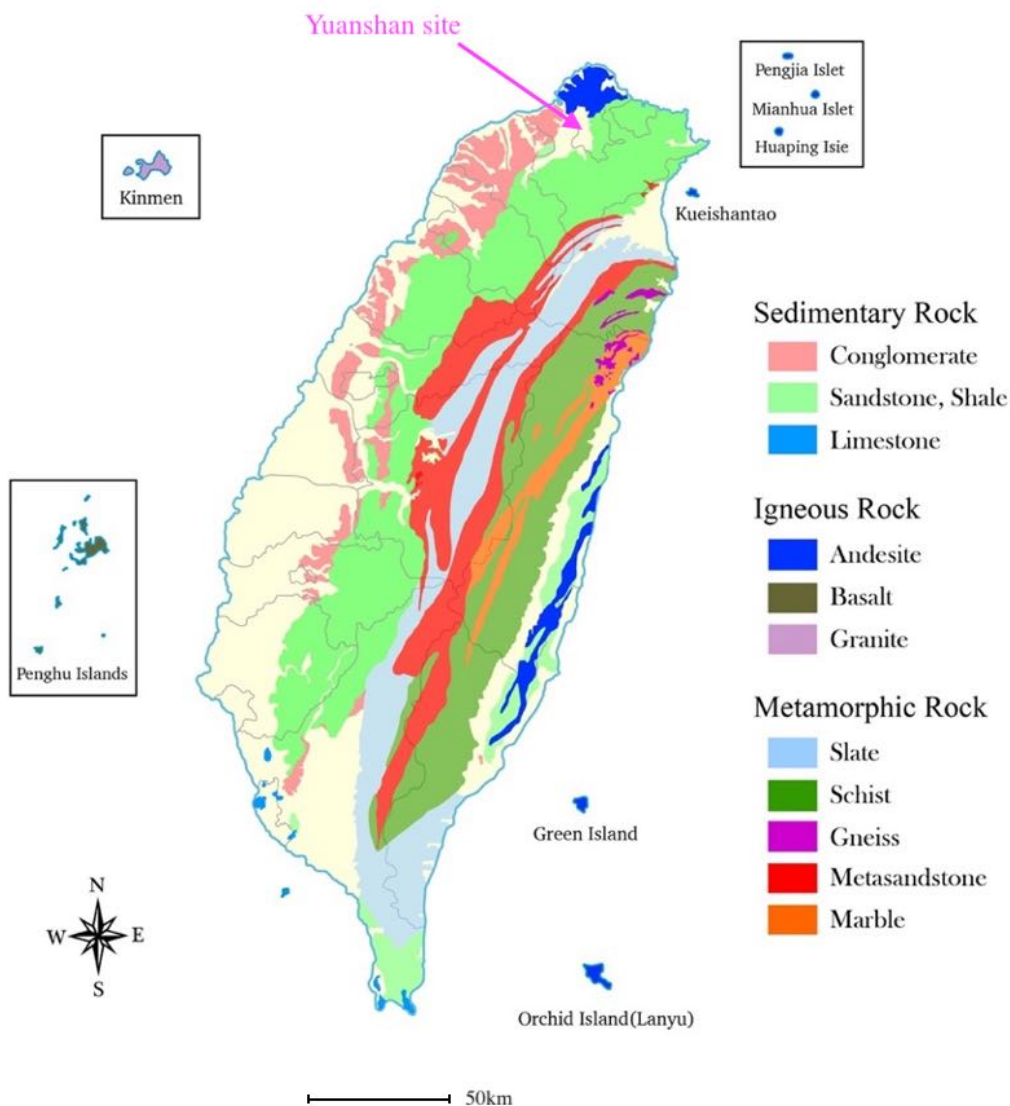 Yuanshan site
Pengjia Islet
Mianhua Islet
Huaping Isie
Kinmen
Kueishantao
Sedimentary Rock
Conglomerate
Sandstone, Shale
Limestone
Igneous Rock
Andesite
Basalt
Granite
Penghu Islands
Metamorphic Rock
Slate
Schist
Gneiss
Metasandstone
Marble
Green Island
N
W E
S
Orchid Island(Lanyu)
50km